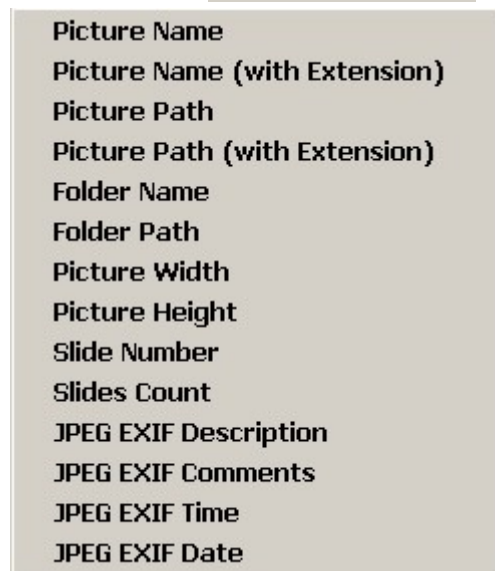 Picture Name
Picture Name (with Extension)
Picture Path
Picture Path (with Extension)
Folder Name
Folder Path
Picture Width
Picture Height
Slide Number
Slides Count
JPEG EXIF Description
JPEG EXIF Comments
JPEG EXIF Time
JPEG EXIF Date